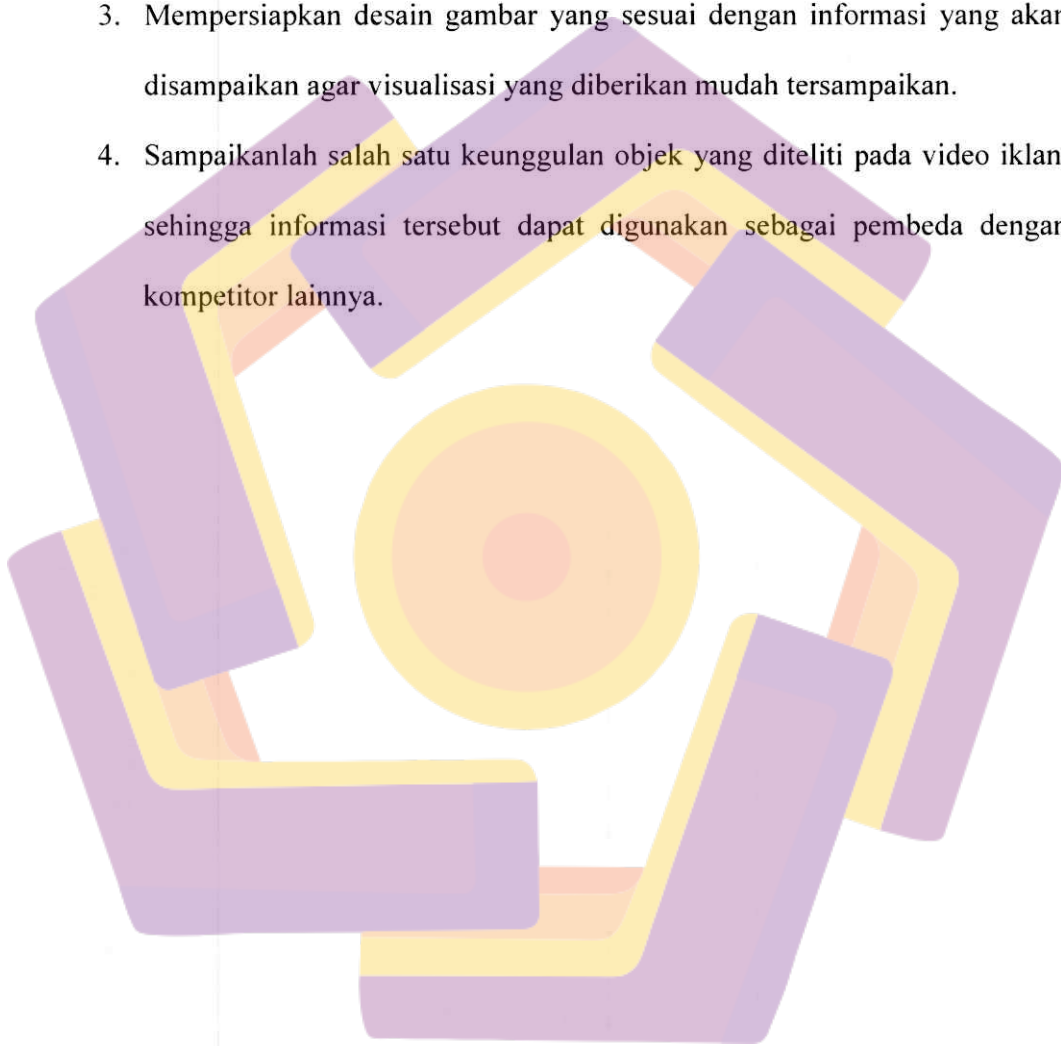 3. Mempersiapkan desain gambar yang sesuai dengan informasi yang akan
disampaikan agar visualisasi yang diberikan mudah tersampaikan.
4. Sampaikanlah salah satu keunggulan objek yang diteliti pada video iklan
sehingga informasi tersebut dapat digunakan sebagai pembeda dengan
kompetitor lainnya.